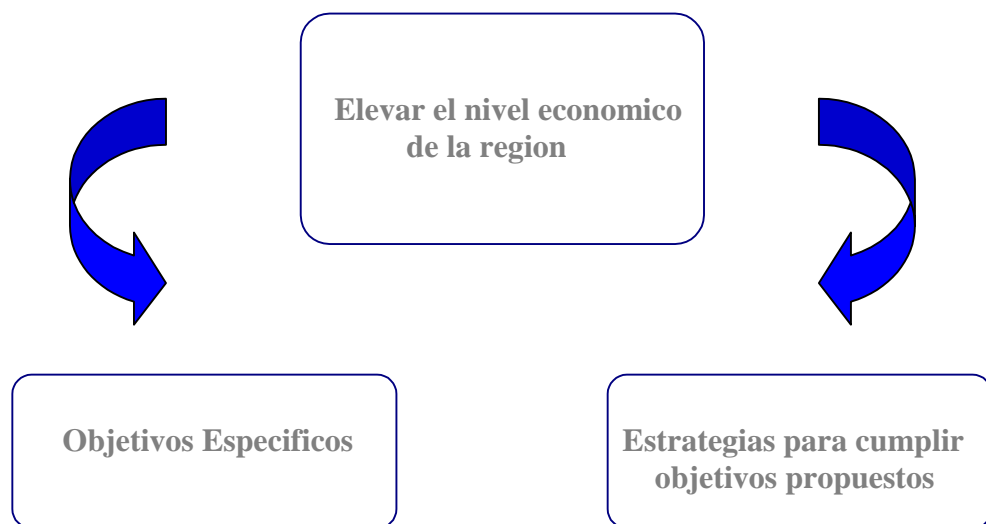 Elevar el nivel economico
de la region
Objetivos Especificos
Estrategias para cumplir
objetivos propuestos